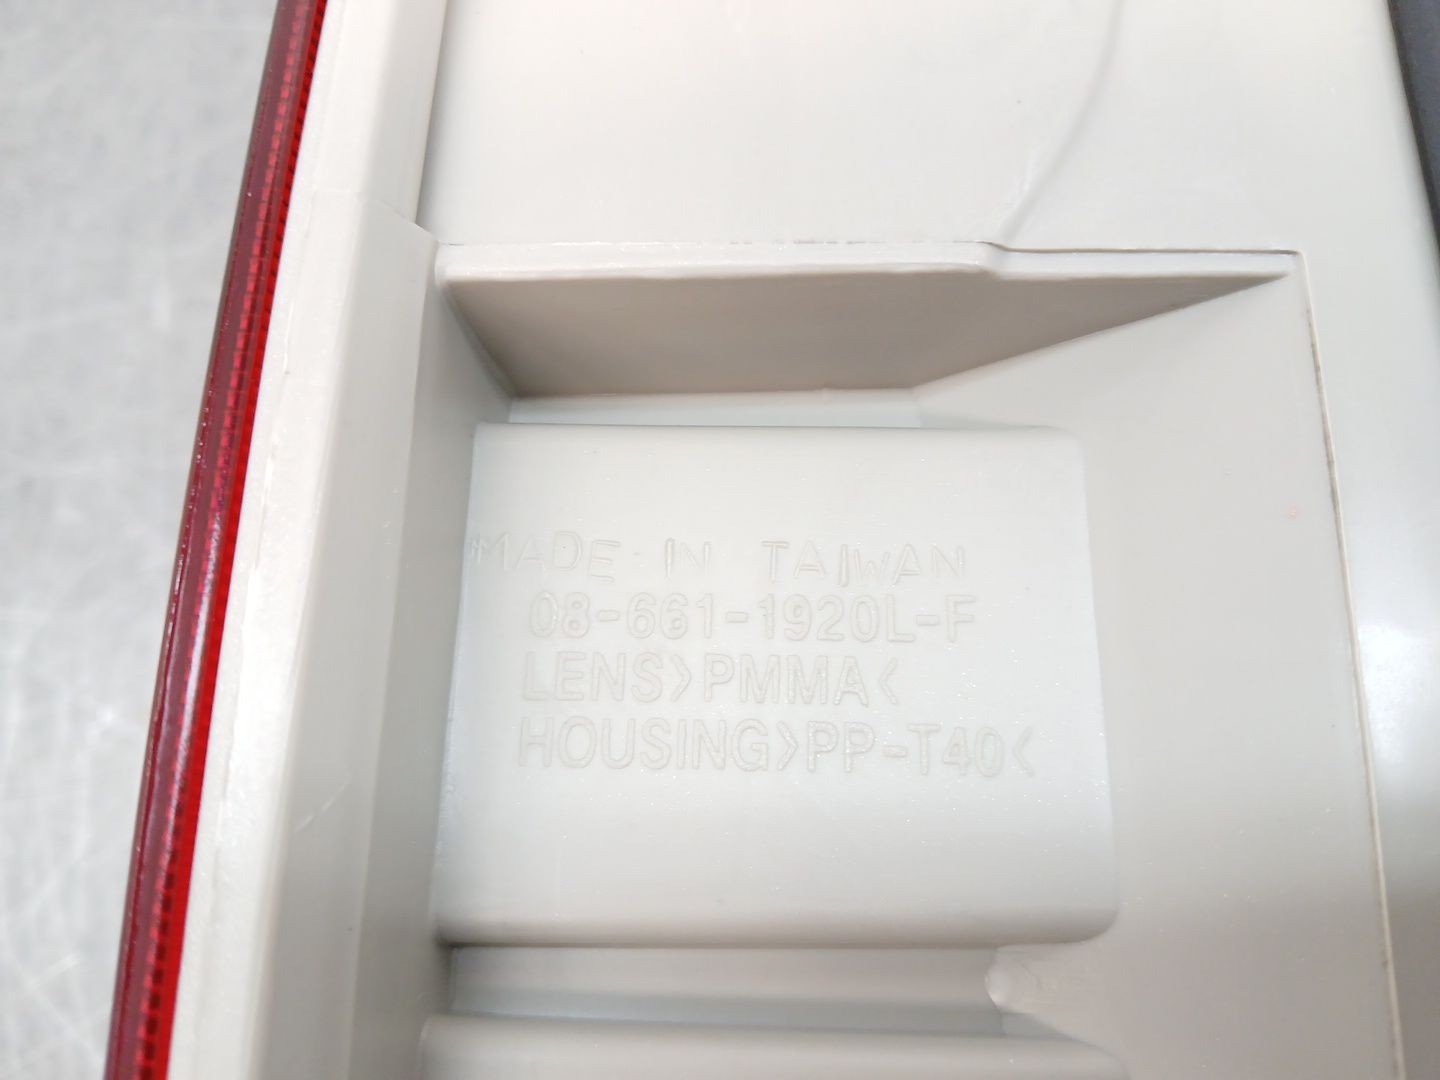 MADE IN TAIWAN
08-661-1920L-F
LENS>PMMA<
HOUSING>PP-T40<